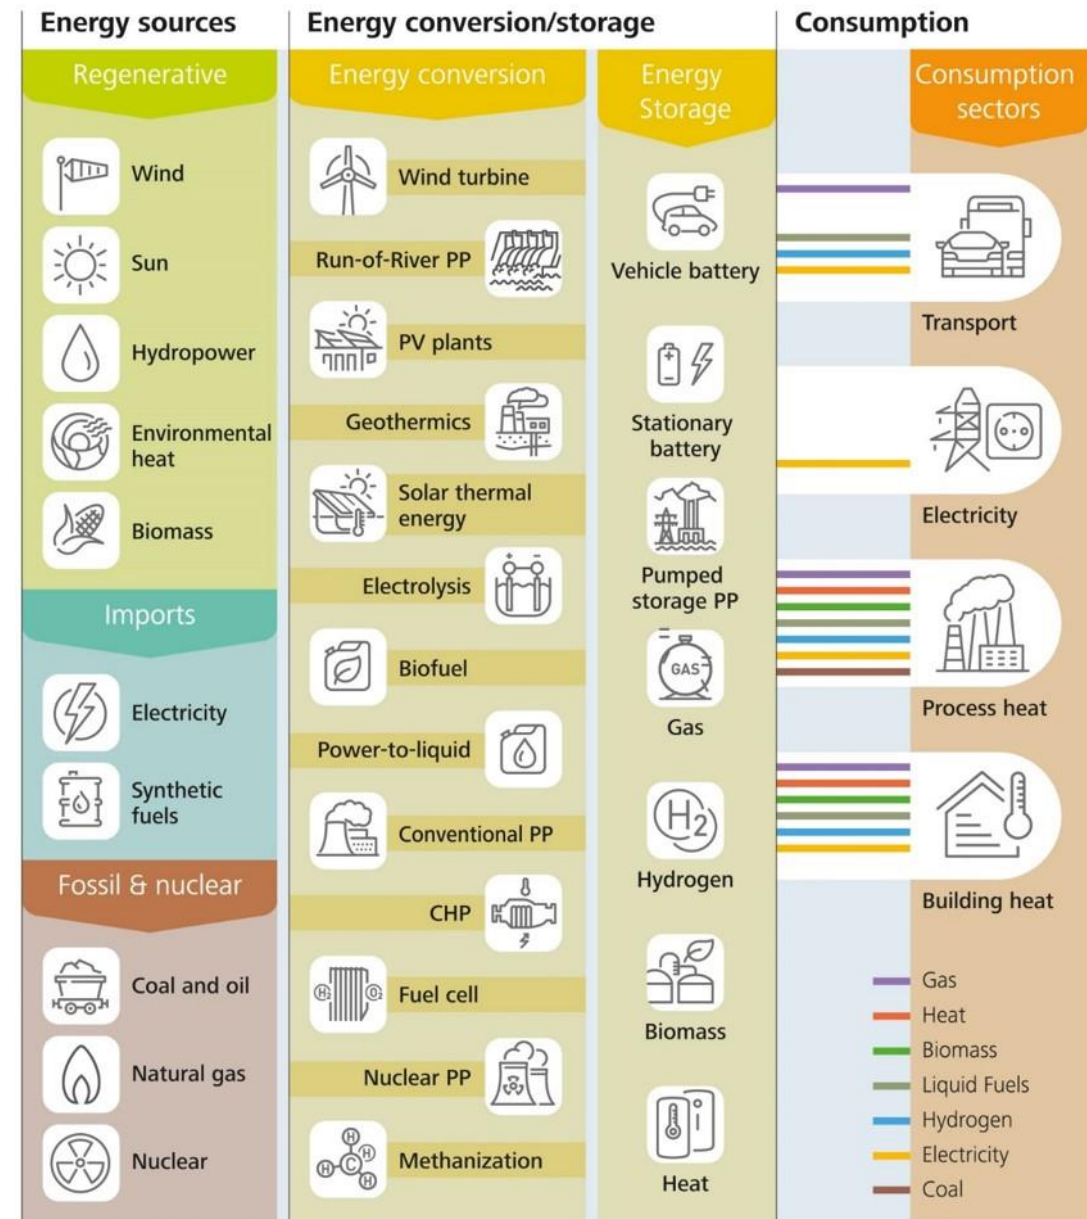 Energy sources
Regenerative
Wind
Sun
Hydropower
Environmental
heat
Biomass
Imports
Electricity
Synthetic
fuels
Fossil & nuclear
Coal and oil
Natural gas
Nuclear
Energy conversion/storage
Energy conversion
Wind turbine
Run-of-River PP
PV plants
Geothermics
Solar thermal
energy
+ −
Electrolysis
Biofuel
Power-to-liquid
Conventional PP
CHP
H₂ O₂
Fuel cell
Nuclear PP
H
H
H C
H
Methanization
Energy
Storage
Vehicle battery
Stationary
battery
Pumped
storage PP
GAS
Gas
H₂
Hydrogen
Biomass
Heat
Consumption
Consumption
sectors
Transport
Electricity
Process heat
Building heat
Gas
Heat
Biomass
Liquid Fuels
Hydrogen
Electricity
Coal